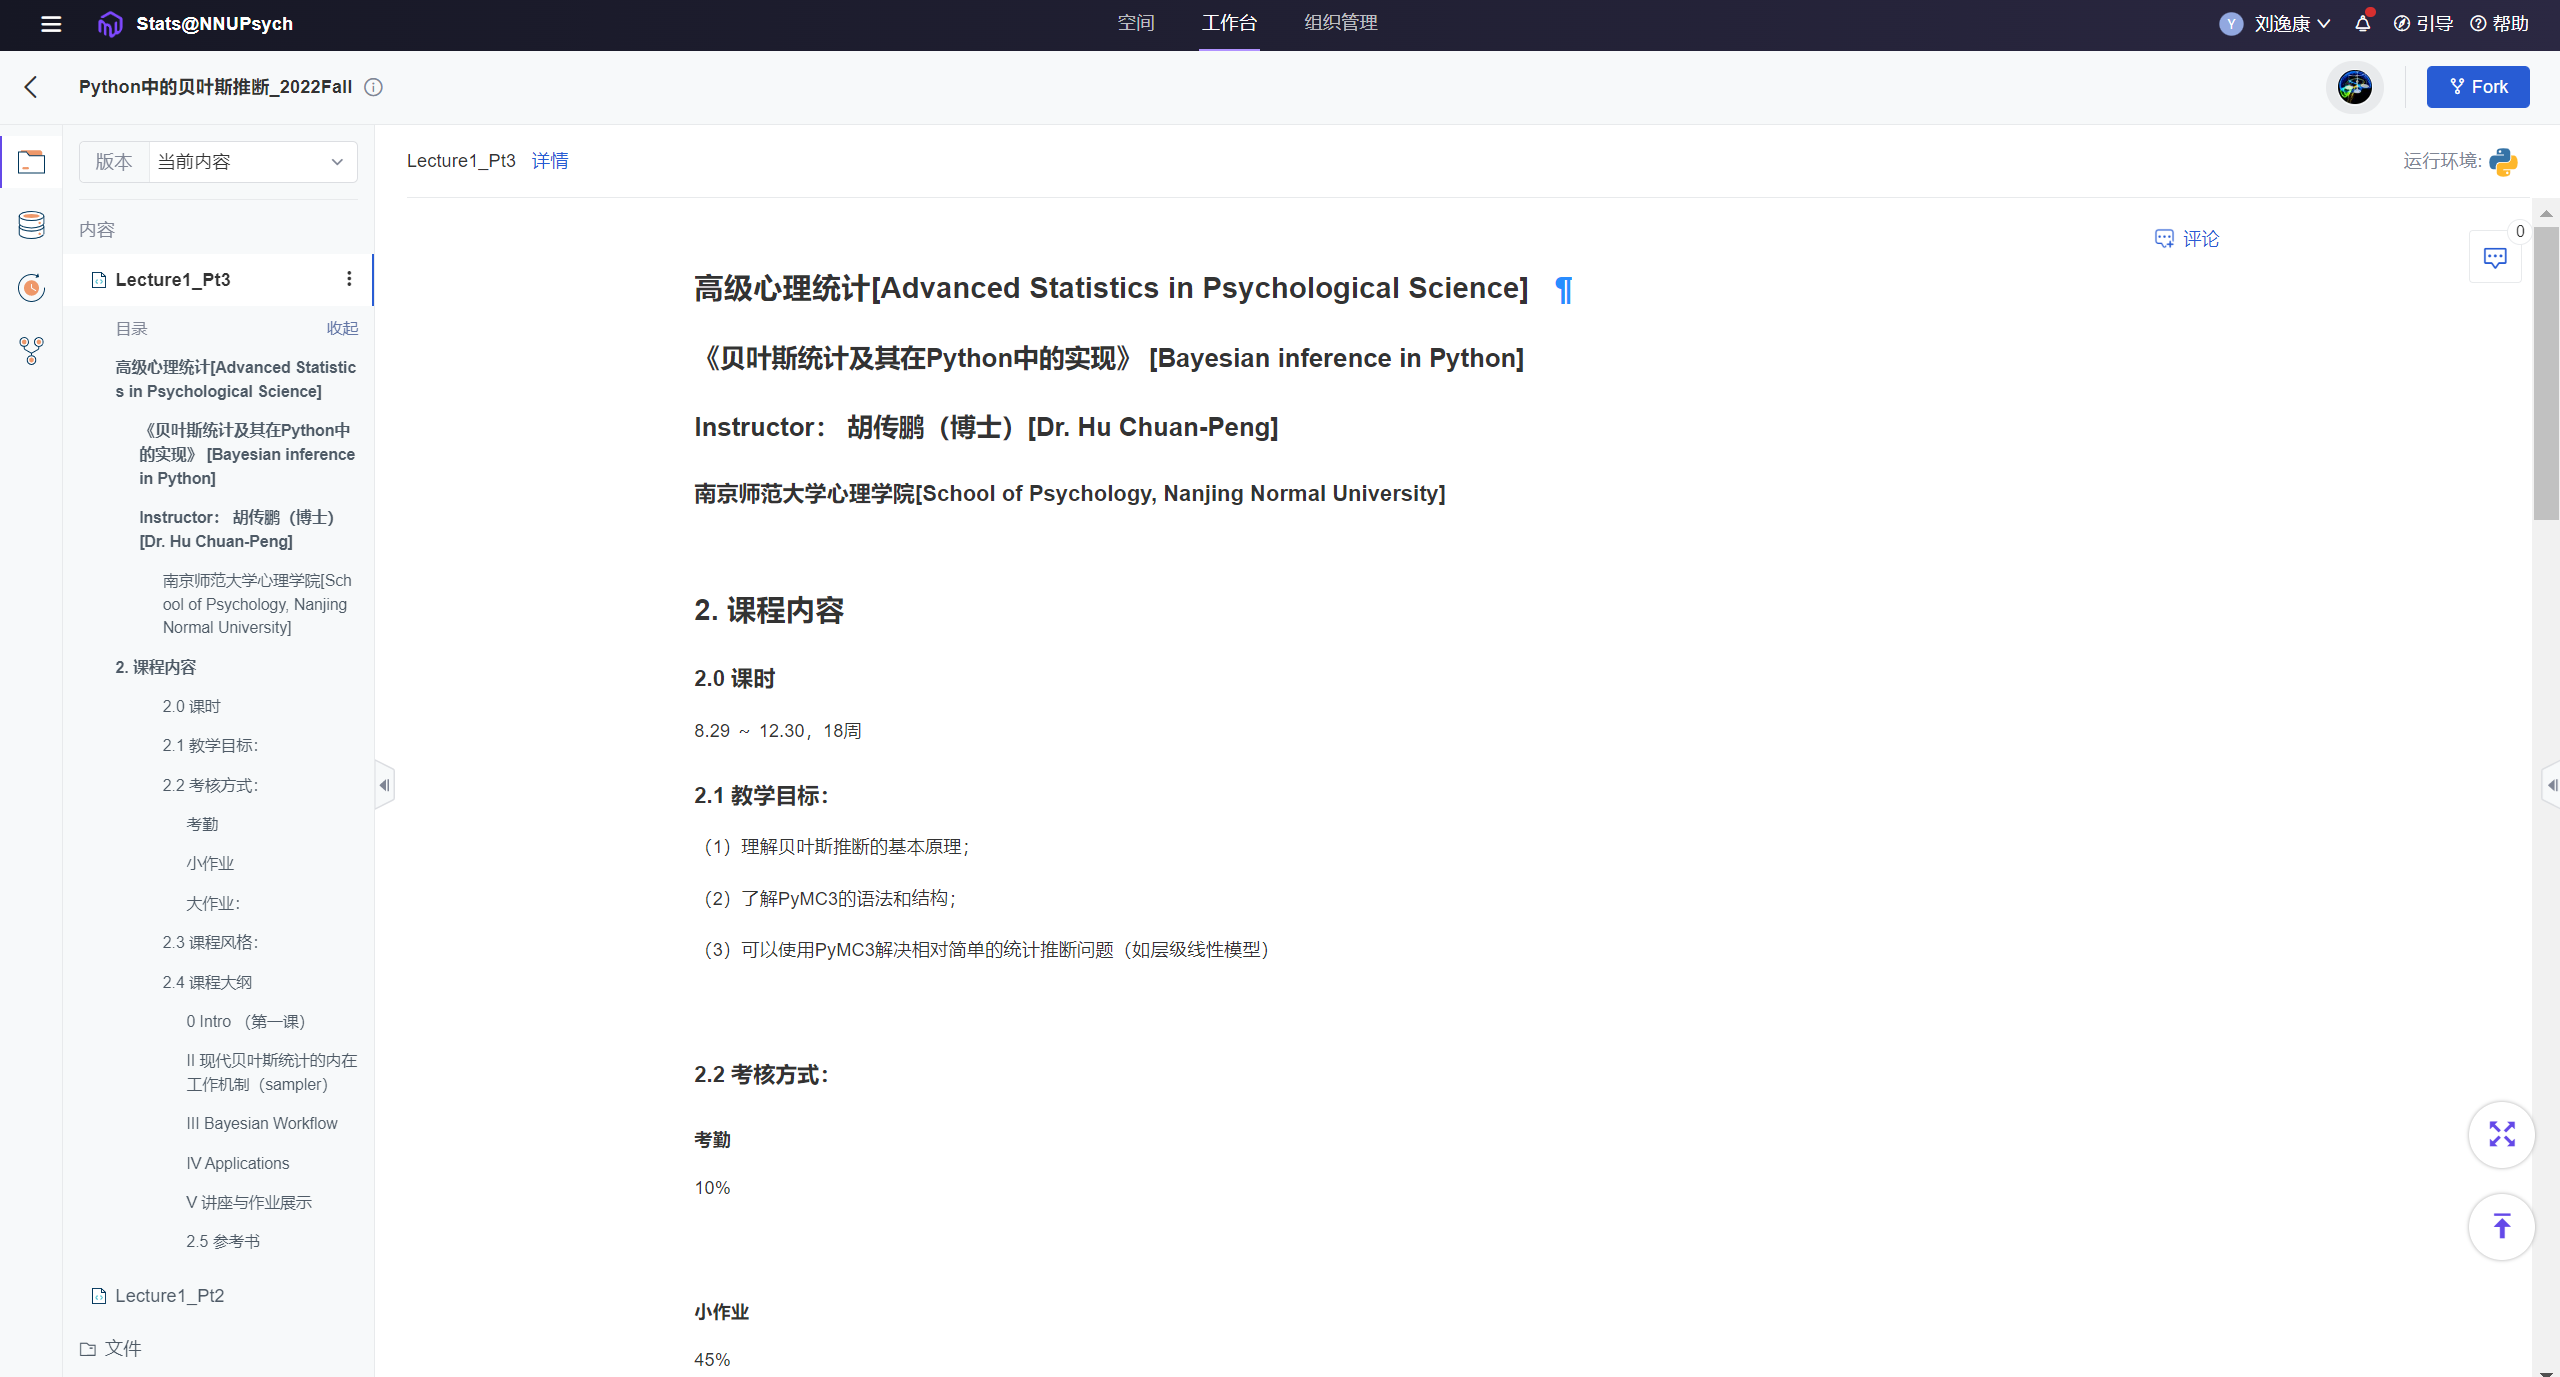 Stats@NNUPsych
空间
工作台
组织管理
Y
刘逸康
引导
帮助
Python中的贝叶斯推断_2022Fall
Fork
版本
当前内容
内容
Lecture1_Pt3
目录
收起
高级心理统计[Advanced Statistic
s in Psychological Science]
《贝叶斯统计及其在Python中
的实现》 [Bayesian inference
in Python]
Instructor： 胡传鹏（博士）
[Dr. Hu Chuan-Peng]
南京师范大学心理学院[Sch
ool of Psychology, Nanjing
Normal University]
2. 课程内容
2.0 课时
2.1 教学目标：
2.2 考核方式：
考勤
小作业
大作业：
2.3 课程风格：
2.4 课程大纲
0 Intro （第一课）
II 现代贝叶斯统计的内在
工作机制（sampler）
III Bayesian Workflow
IV Applications
V 讲座与作业展示
2.5 参考书
Lecture1_Pt2
文件
Lecture1_Pt3
详情
运行环境:
评论
0
高级心理统计[Advanced Statistics in Psychological Science] ¶
《贝叶斯统计及其在Python中的实现》 [Bayesian inference in Python]
Instructor： 胡传鹏（博士）[Dr. Hu Chuan-Peng]
南京师范大学心理学院[School of Psychology, Nanjing Normal University]
2. 课程内容
2.0 课时
8.29 ~ 12.30，18周
2.1 教学目标：
（1）理解贝叶斯推断的基本原理；
（2）了解PyMC3的语法和结构；
（3）可以使用PyMC3解决相对简单的统计推断问题（如层级线性模型）
2.2 考核方式：
考勤
10%
小作业
45%